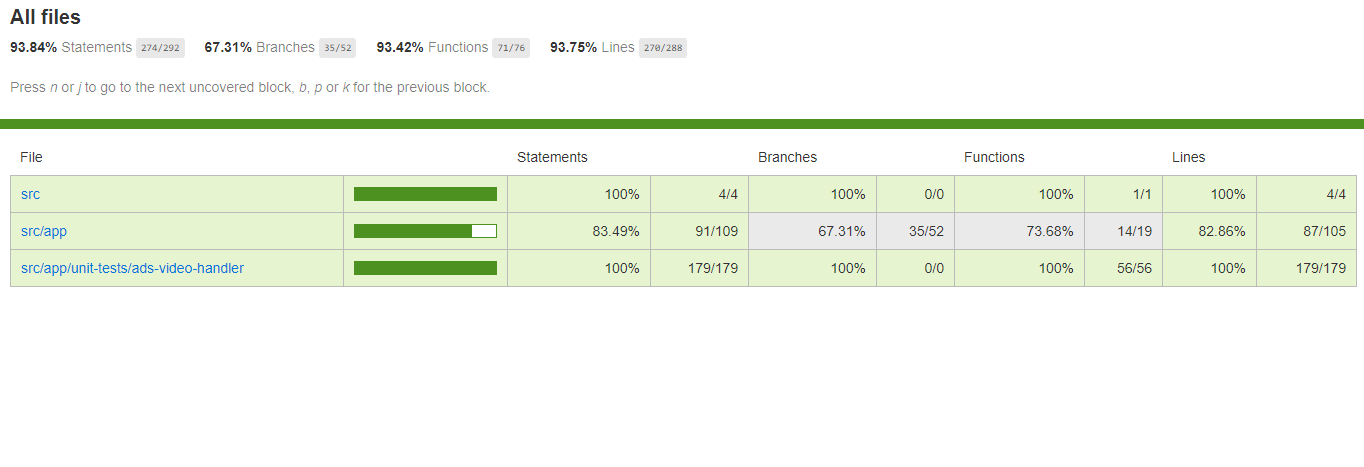 All files
93.84% Statements 274/292 67.31% Branches 35/52 93.42% Functions 71/76 93.75% Lines 270/288
Press n or j to go to the next uncovered block, b, p or k for the previous block.
File Statements Branches Functions Lines
src 100% 4/4 100% 0/0 100% 1/1 100% 4/4
src/app 83.49% 91/109 67.31% 35/52 73.68% 14/19 82.86% 87/105
src/app/unit-tests/ads-video-handler 100% 179/179 100% 0/0 100% 56/56 100% 179/179